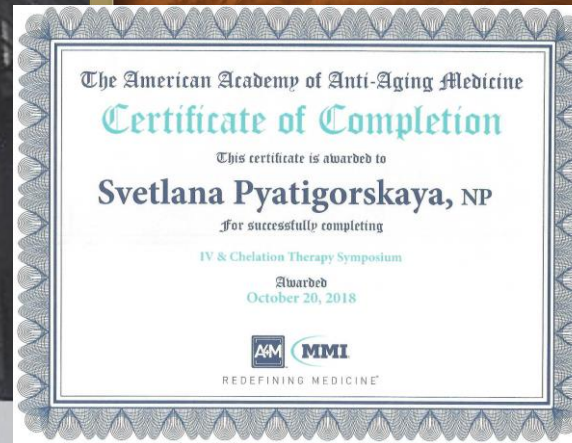 The American Academy of Anti-Aging Medicine
Certificate of Completion
This certificate is awarded to
Svetlana Pyatigorskaya, NP
For successfully completing
IV & Chelation Therapy Symposium
Awarded
October 20, 2018
A4M MMI
REDEFINING MEDICINE